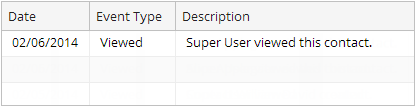 Date Event Type Description
02/06/2014 Viewed Super User viewed this contact.